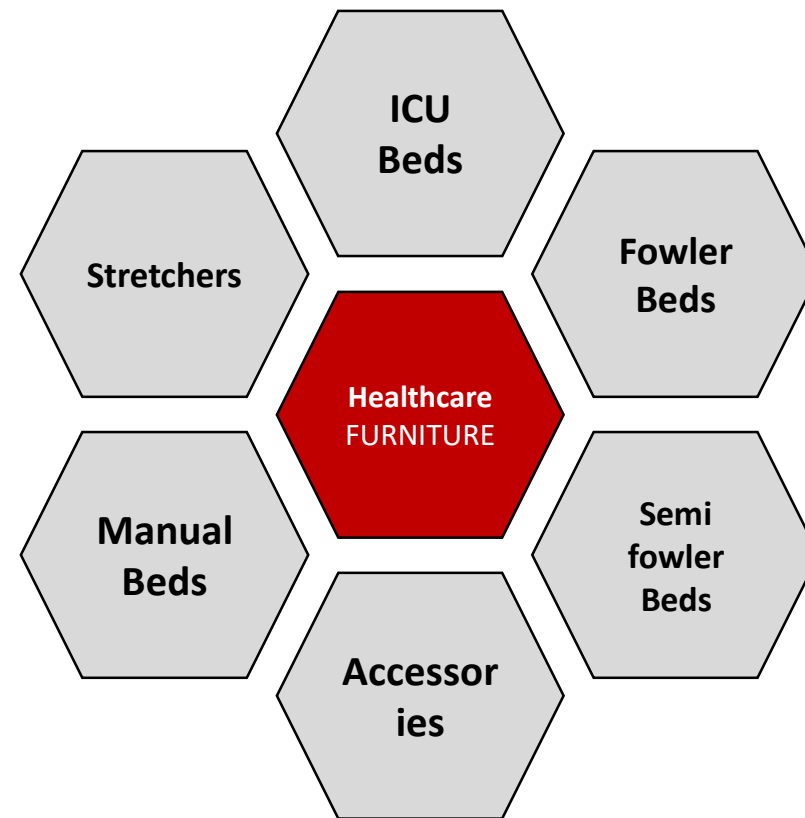 ICU
Beds
Stretchers
Fowler
Beds
Healthcare
FURNITURE
Manual
Beds
Semi
fowler
Beds
Accessor
ies